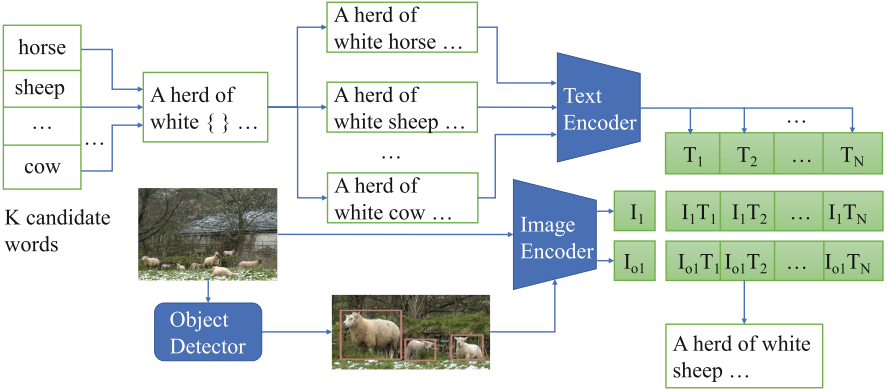 horse
sheep
...
cow
...
K candidate
words
A herd of
white { } ...
A herd of
white horse ...
A herd of
white sheep ...
...
A herd of
white cow ...
Text
Encoder
Image
Encoder
Object
Detector
...
T1 T2 ... TN
I1 I1T1 I1T2 ... I1TN
Io1 Io1T1 Io1T2 ... Io1TN
A herd of white
sheep ...